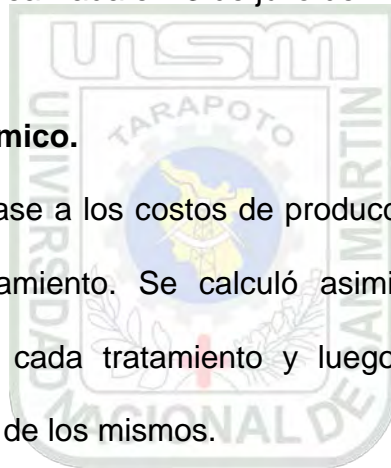 mico.
ase a los costos de producc
amiento. Se calculó asimi
cada tratamiento y luego
de los mismos.
unsm
TARAPOTO
UNIVERSIDAD NACIONAL DE SAN MARTIN